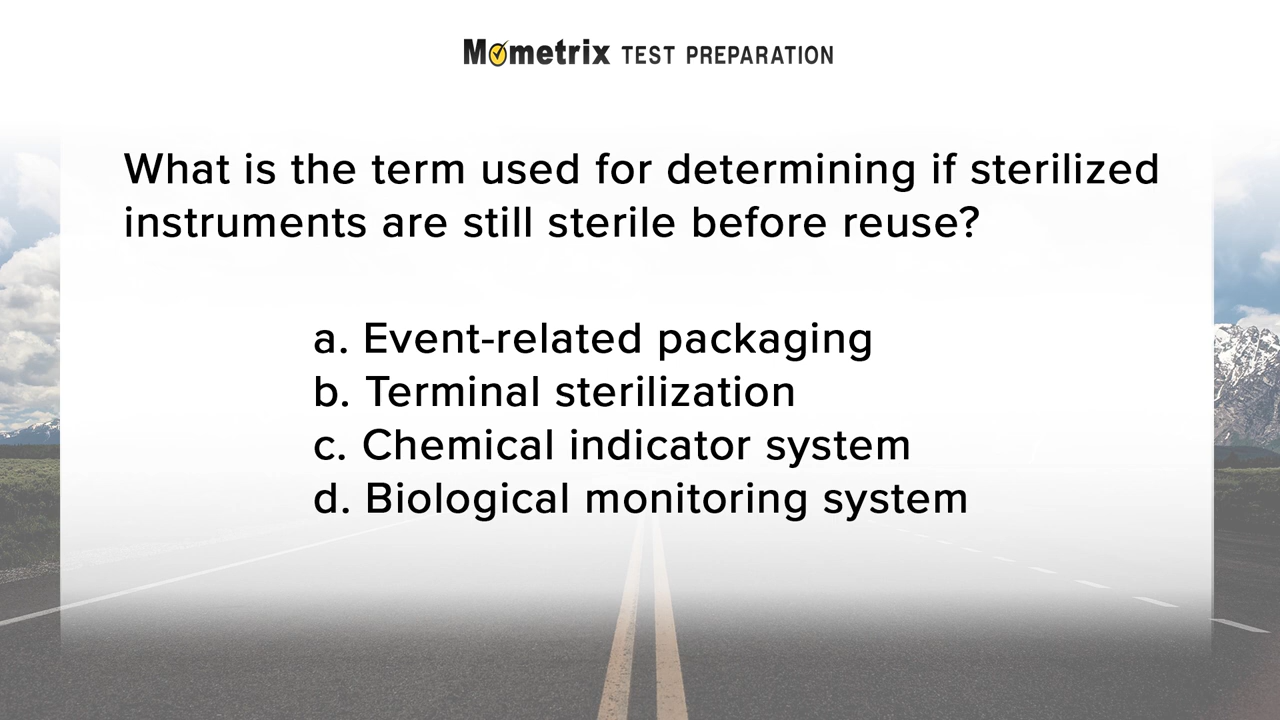 Mometrix TEST PREPARATION
What is the term used for determining if sterilized
instruments are still sterile before reuse?
a. Event-related packaging
b. Terminal sterilization
c. Chemical indicator system
d. Biological monitoring system